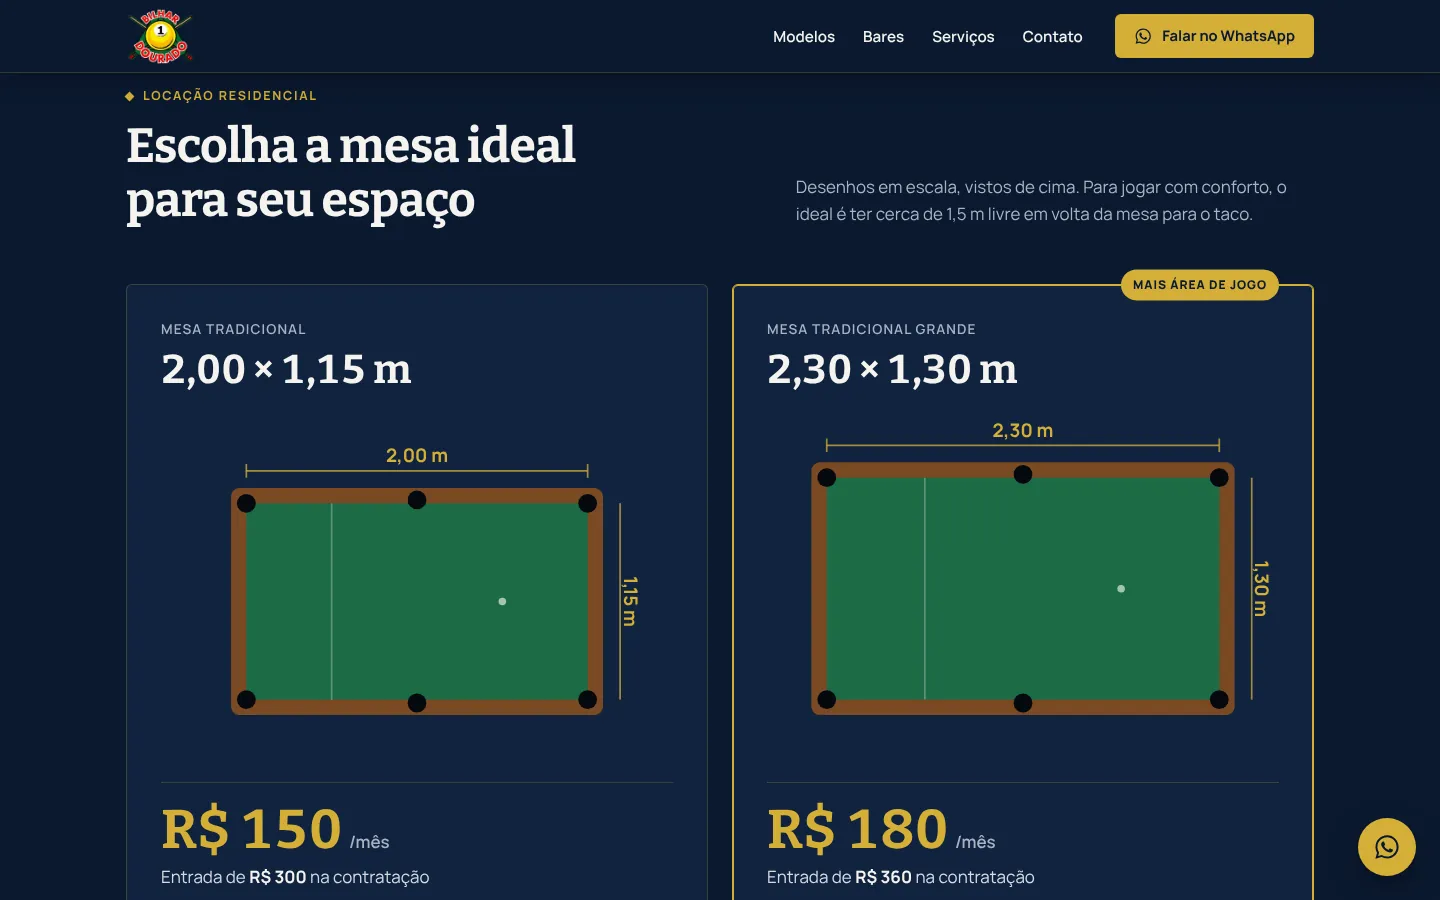 BILHAR
1
DOURADO
Modelos
Bares
Serviços
Contato
Falar no WhatsApp
LOCAÇÃO RESIDENCIAL
Escolha a mesa ideal
para seu espaço
Desenhos em escala, vistos de cima. Para jogar com conforto, o
ideal é ter cerca de 1,5 m livre em volta da mesa para o taco.
MESA TRADICIONAL
2,00 × 1,15 m
2,00 m
1,15 m
R$ 150 /mês
Entrada de R$ 300 na contratação
MAIS ÁREA DE JOGO
MESA TRADICIONAL GRANDE
2,30 × 1,30 m
2,30 m
1,30 m
R$ 180 /mês
Entrada de R$ 360 na contratação